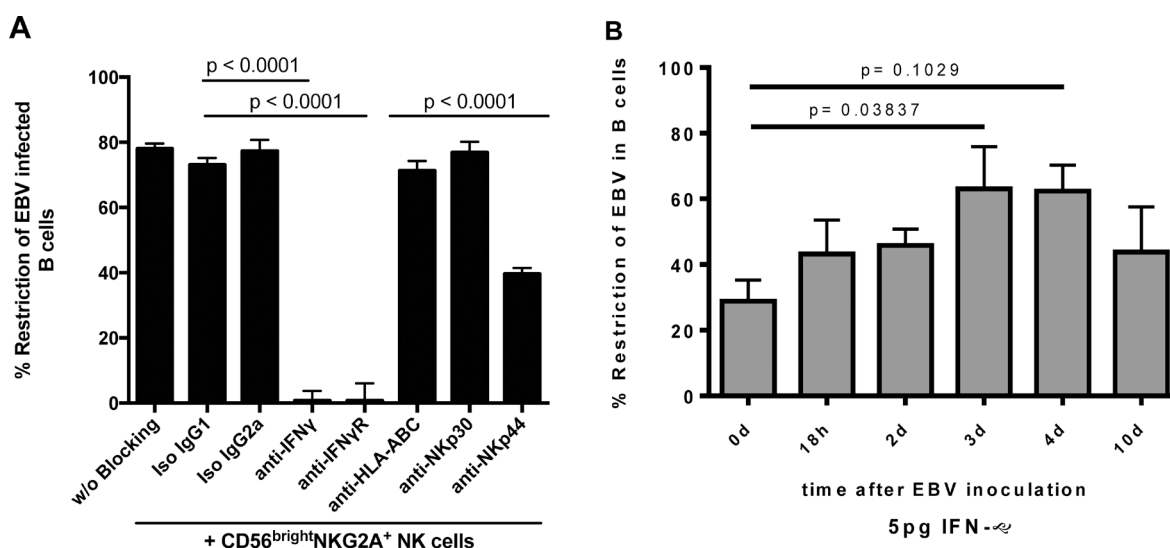 A
p < 0.0001
p < 0.0001
p < 0.0001
% Restriction of EBV infected
B cells
100
80
60
40
20
0
w/o Blocking
Iso IgG1
Iso IgG2a
anti-IFNγ
anti-IFNγR
anti-HLA-ABC
anti-NKp30
anti-NKp44
+ CD56brightNKG2A+ NK cells
B
% Restriction of EBV in B cells
100
80
60
40
20
0
p= 0.1029
p= 0.03837
0d
18h
2d
3d
4d
10d
time after EBV inoculation
5pg IFN-